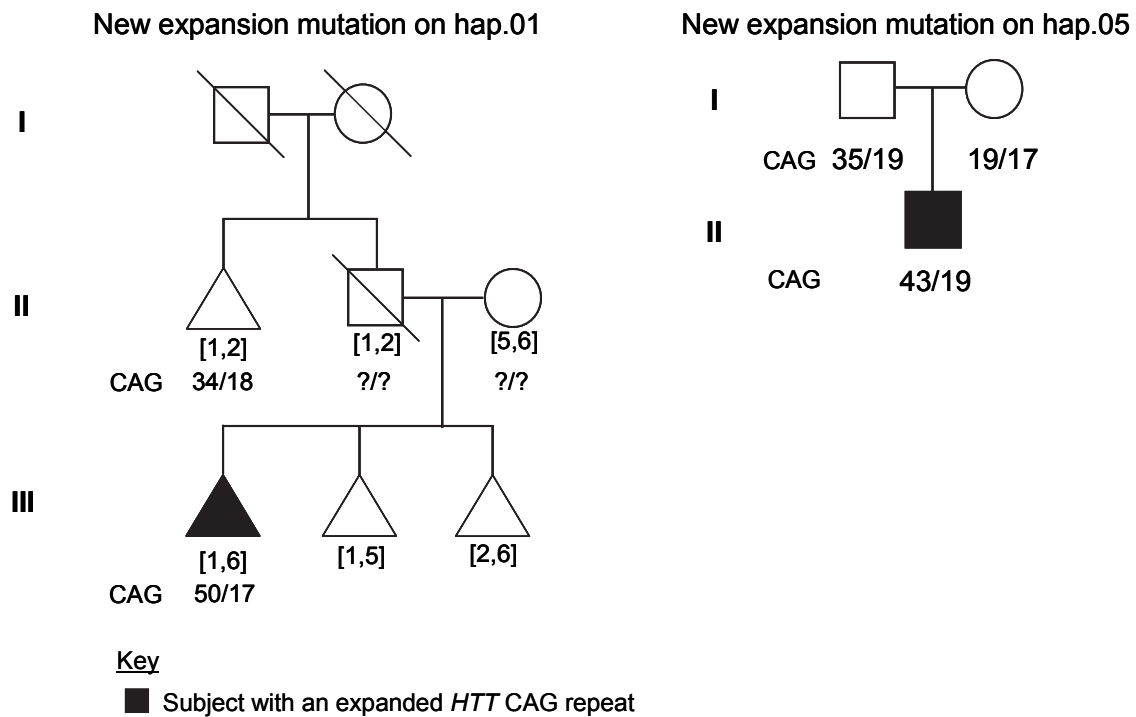 New expansion mutation on hap.01
I
II
[1,2] [1,2] [5,6]
CAG 34/18 ?/? ?/?
III
[1,6] [1,5] [2,6]
CAG 50/17
Key
Subject with an expanded HTT CAG repeat
New expansion mutation on hap.05
I
CAG 35/19 19/17
II
CAG 43/19